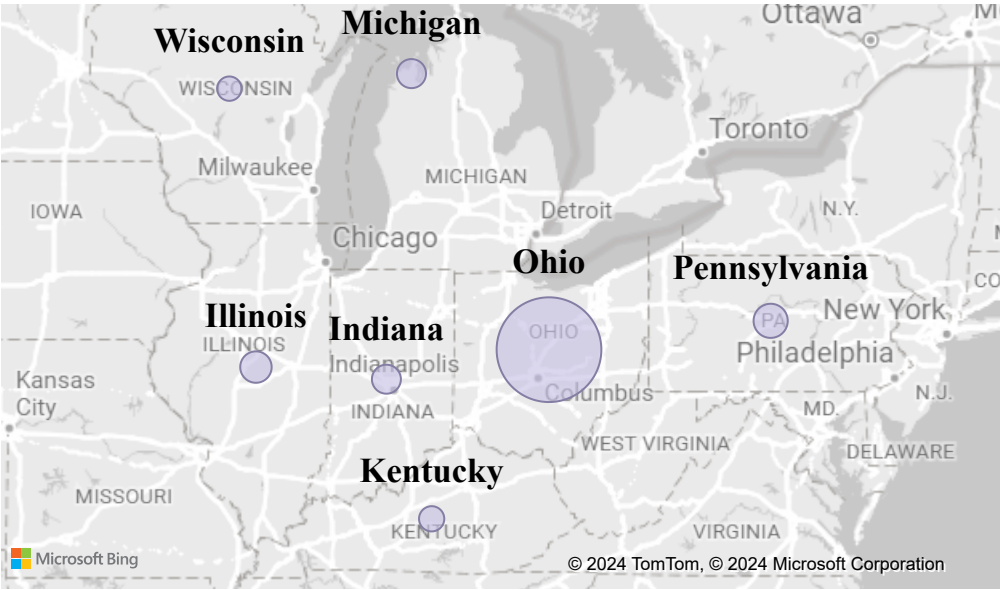 Michigan
Ottawa
M
Wisconsin
WISCONSIN
Toronto
Milwaukee
MICHIGAN
IOWA
Detroit
N.Y.
Chicago
Ohio
Pennsylvania
CO
Illinois
Indiana
New York
PA
OHIO
ILLINOIS
Philadelphia
Indianapolis
Kansas
City
Columbus
N.J.
INDIANA
MD.
WEST VIRGINIA
DELAWARE
Kentucky
MISSOURI
KENTUCKY
VIRGINIA
Microsoft Bing
© 2024 TomTom, © 2024 Microsoft Corporation